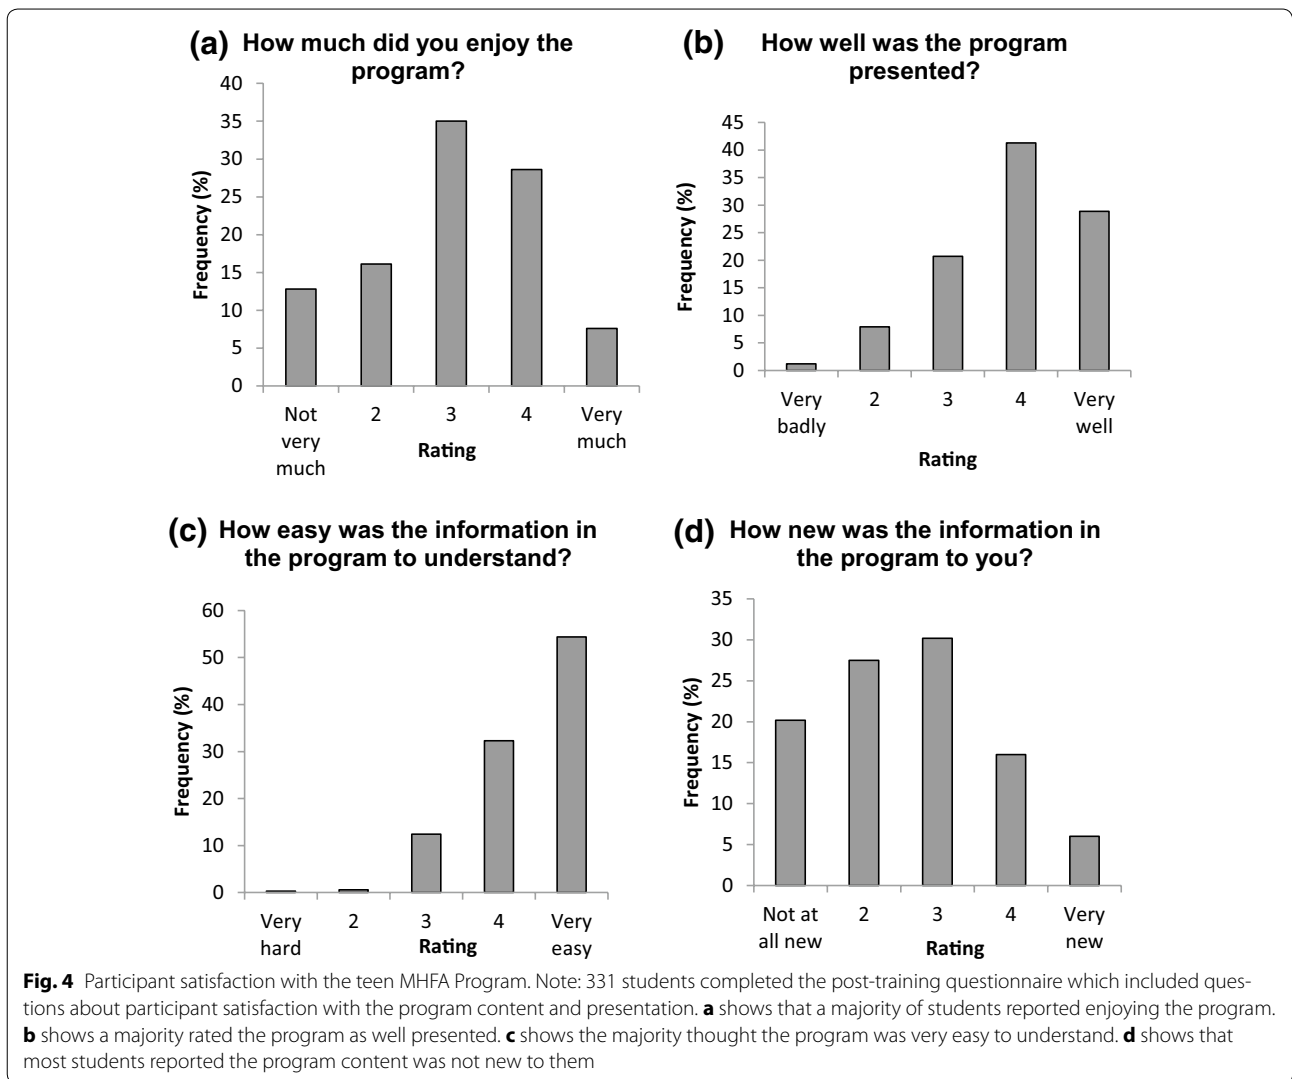 (a) How much did you enjoy the
program?
40
35
30
25
20
15
10
5
0
Frequency (%)
Not
very
much
2
3
4
Very
much
Rating
(b) How well was the program
presented?
45
40
35
30
25
20
15
10
5
0
Frequency (%)
Very
badly
2
3
4
Very
well
Rating
(c) How easy was the information in
the program to understand?
60
50
40
30
20
10
0
Frequency (%)
Very
hard
2
3
4
Very
easy
Rating
(d) How new was the information in
the program to you?
35
30
25
20
15
10
5
0
Frequency (%)
Not at
all new
2
3
4
Very
new
Rating
Fig. 4 Participant satisfaction with the teen MHFA Program. Note: 331 students completed the post-training questionnaire which included ques-
tions about participant satisfaction with the program content and presentation. a shows that a majority of students reported enjoying the program.
b shows a majority rated the program as well presented. c shows the majority thought the program was very easy to understand. d shows that
most students reported the program content was not new to them